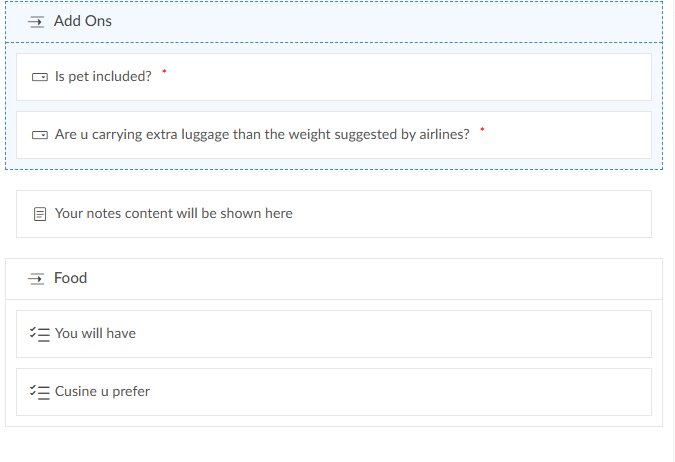 Add Ons
Is pet included? *
Are u carrying extra luggage than the weight suggested by airlines? *
Your notes content will be shown here
Food
You will have
Cusine u prefer